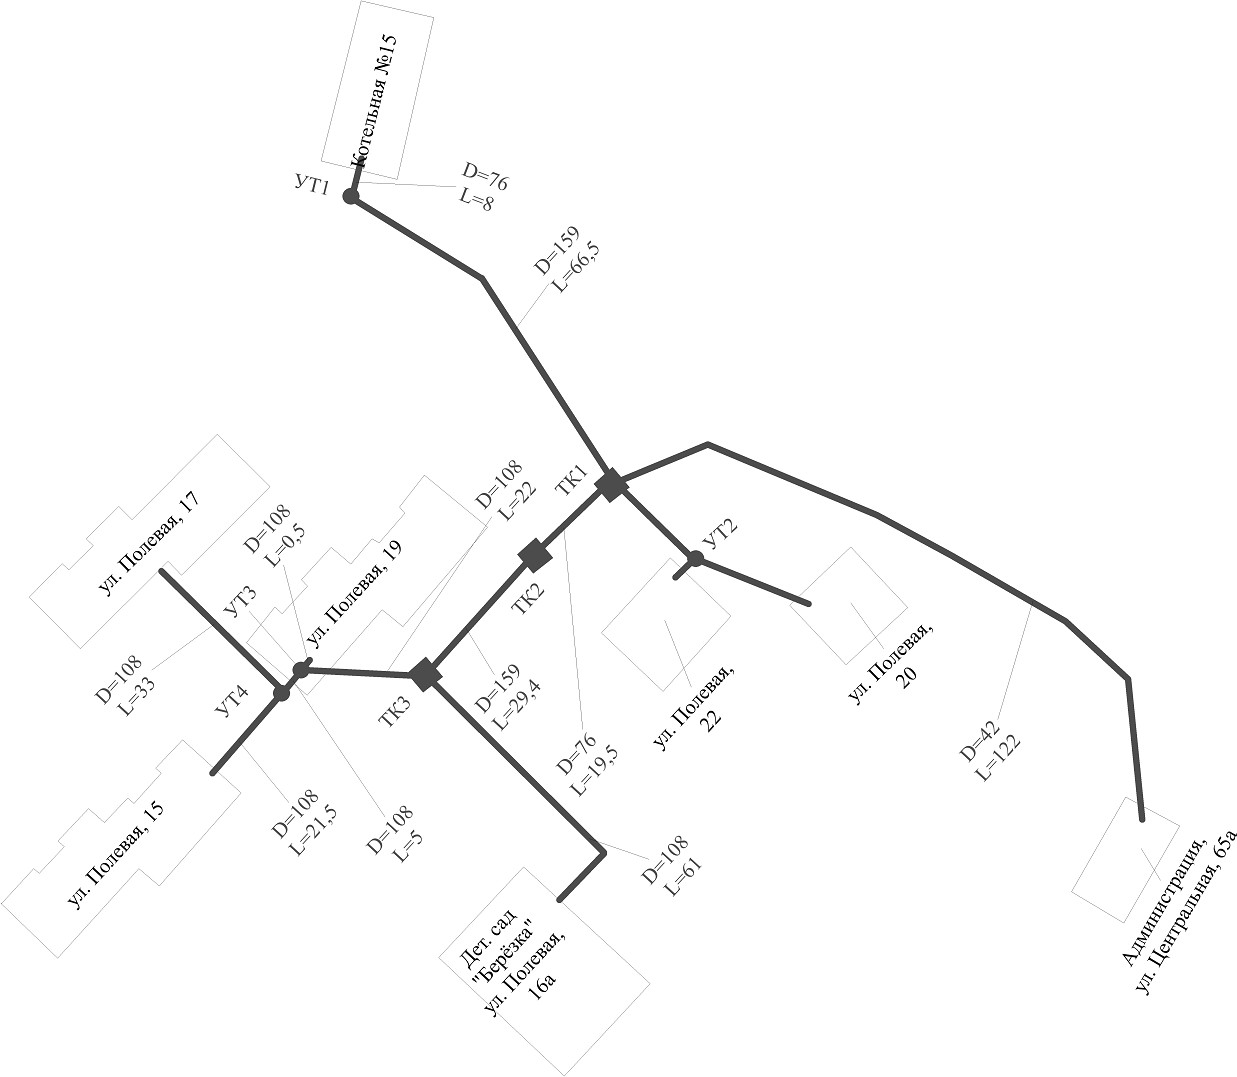 Котельная №15
УТ1
D=76
L=8
D=159
L=66,5
ТК1
D=108
L=22
ул. Полевая, 17
D=108
L=0,5
УТ2
ул. Полевая, 19
ТК2
УТ3
D=108
L=33
УТ4
ТК3
D=159
L=29,4
ул. Полевая,
20
ул. Полевая,
22
D=76
L=19,5
D=42
L=122
D=108
L=21,5
D=108
L=5
ул. Полевая, 15
D=108
L=61
Администрация,
ул. Центральная, 65а
Дет. сад
"Берёзка"
ул. Полевая,
16а